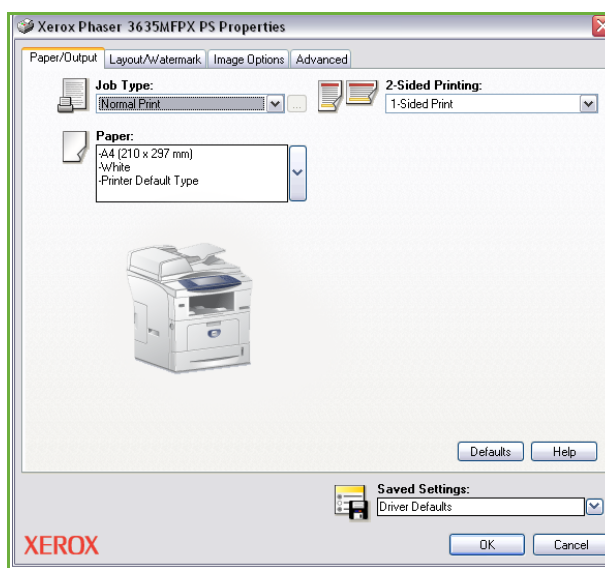 Xerox Phaser 3635MFPX PS Properties
Paper/Output Layout/Watermark Image Options Advanced
Job Type:
Normal Print
...
2-Sided Printing:
1-Sided Print
Paper:
-A4 (210 x 297 mm)
-White
-Printer Default Type
Defaults Help
Saved Settings:
Driver Defaults
XEROX
OK Cancel